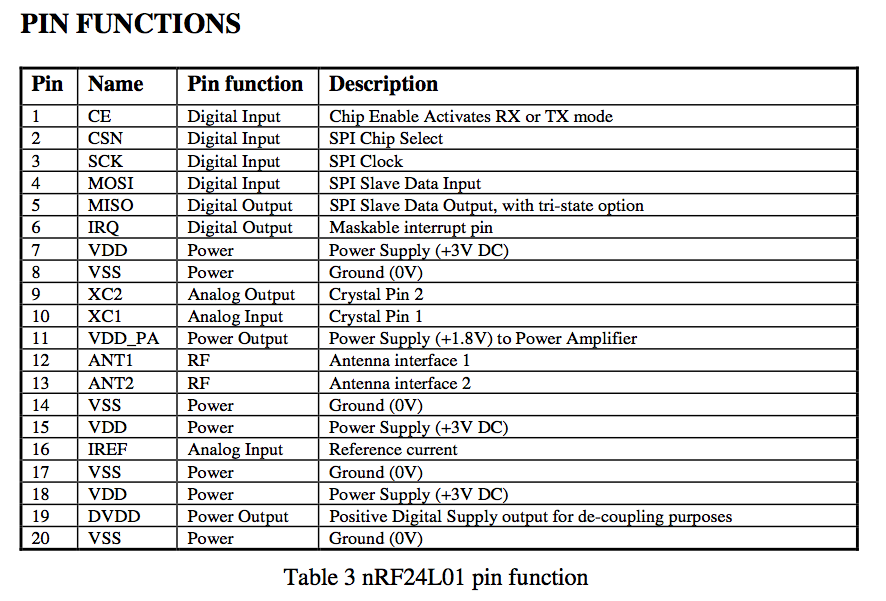 PIN FUNCTIONS
Pin Name Pin function Description
1 CE Digital Input Chip Enable Activates RX or TX mode
2 CSN Digital Input SPI Chip Select
3 SCK Digital Input SPI Clock
4 MOSI Digital Input SPI Slave Data Input
5 MISO Digital Output SPI Slave Data Output, with tri-state option
6 IRQ Digital Output Maskable interrupt pin
7 VDD Power Power Supply (+3V DC)
8 VSS Power Ground (0V)
9 XC2 Analog Output Crystal Pin 2
10 XC1 Analog Input Crystal Pin 1
11 VDD_PA Power Output Power Supply (+1.8V) to Power Amplifier
12 ANT1 RF Antenna interface 1
13 ANT2 RF Antenna interface 2
14 VSS Power Ground (0V)
15 VDD Power Power Supply (+3V DC)
16 IREF Analog Input Reference current
17 VSS Power Ground (0V)
18 VDD Power Power Supply (+3V DC)
19 DVDD Power Output Positive Digital Supply output for de-coupling purposes
20 VSS Power Ground (0V)
Table 3 nRF24L01 pin function